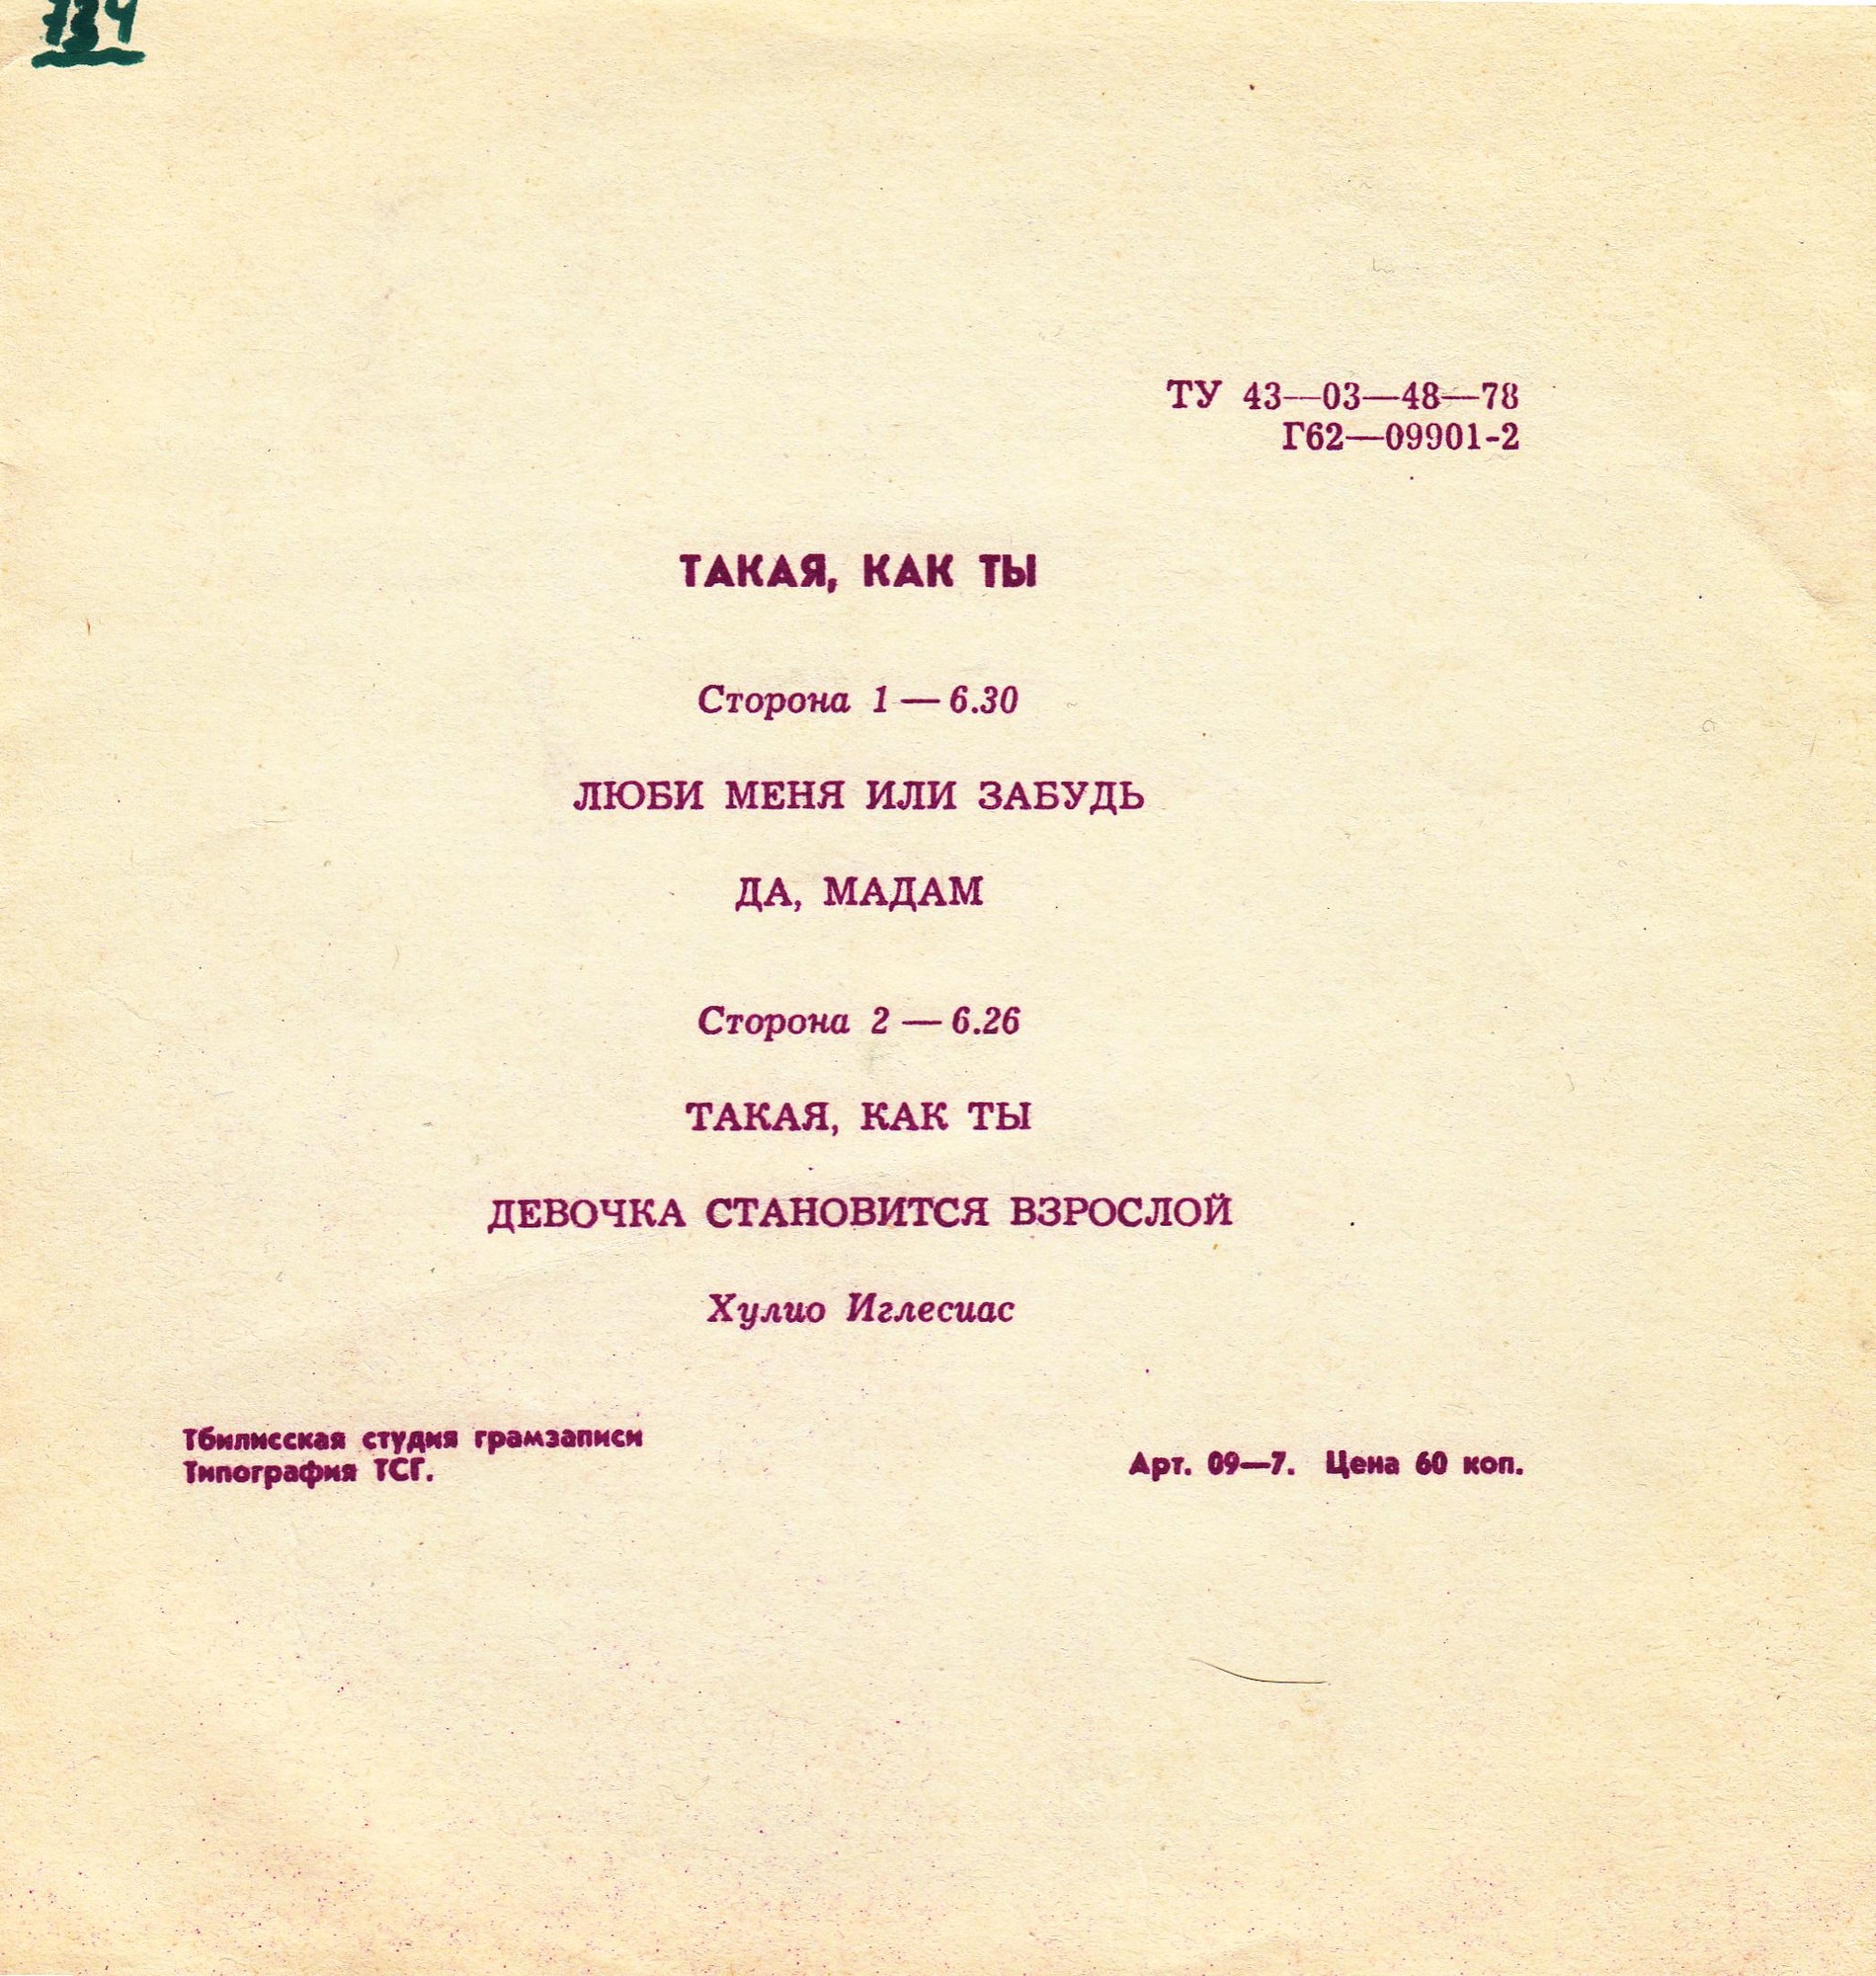 734
ТУ 43—03—48—78
Г62—09901-2
ТАКАЯ, КАК ТЫ
Сторона 1 — 6.30
ЛЮБИ МЕНЯ ИЛИ ЗАБУДЬ
ДА, МАДАМ
Сторона 2 — 6.26
ТАКАЯ, КАК ТЫ
ДЕВОЧКА СТАНОВИТСЯ ВЗРОСЛОЙ
Хулио Иглесиас
Тбилисская студия грамзаписи
Типография ТСГ.
Арт. 09—7. Цена 60 коп.